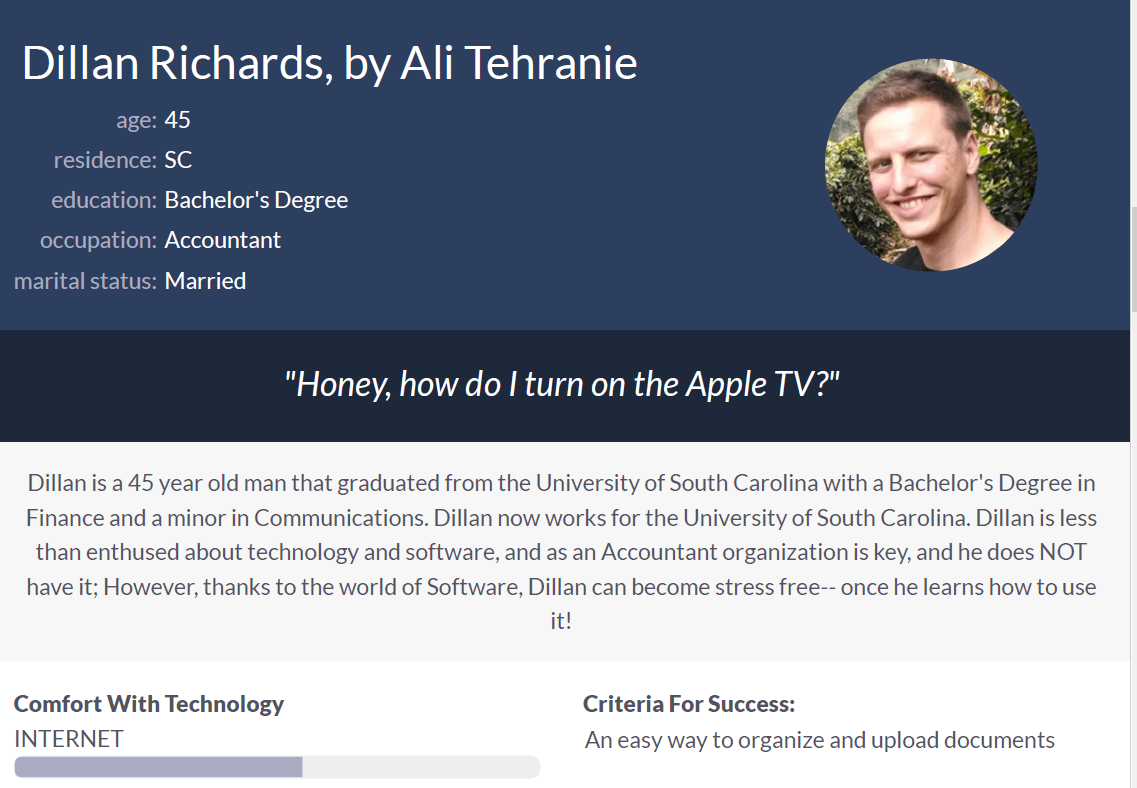 Dillan Richards, by Ali Tehranie
age: 45
residence: SC
education: Bachelor's Degree
occupation: Accountant
marital status: Married
"Honey, how do I turn on the Apple TV?"
Dillan is a 45 year old man that graduated from the University of South Carolina with a Bachelor's Degree in
Finance and a minor in Communications. Dillan now works for the University of South Carolina. Dillan is less
than enthused about technology and software, and as an Accountant organization is key, and he does NOT
have it; However, thanks to the world of Software, Dillan can become stress free-- once he learns how to use
it!
Comfort With Technology
INTERNET
Criteria For Success:
An easy way to organize and upload documents